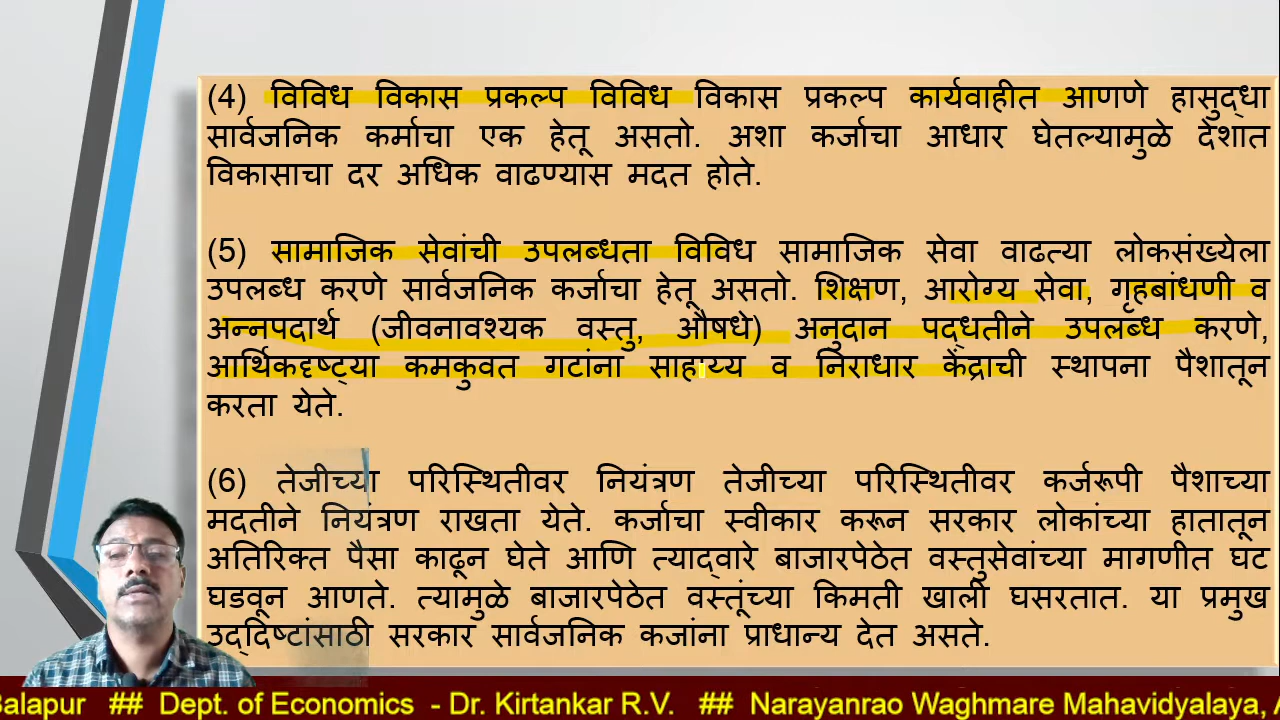 (4) विविध विकास प्रकल्प विविध विकास प्रकल्प कार्यवाहीत आणणे हासुद्धा
सार्वजनिक कर्माचा एक हेतू असतो. अशा कर्जाचा आधार घेतल्यामुळे देशात
विकासाचा दर अधिक वाढण्यास मदत होते.
(5) सामाजिक सेवांची उपलब्धता विविध सामाजिक सेवा वाढत्या लोकसंख्येला
उपलब्ध करणे सार्वजनिक कर्जाचा हेतू असतो. शिक्षण, आरोग्य सेवा, गृहबांधणी व
अन्नपदार्थ (जीवनावश्यक वस्तु, औषधे) अनुदान पद्धतीने उपलब्ध करणे,
आर्थिकदृष्ट्या कमकुवत गटांना साहाय्य व निराधार केंद्राची स्थापना पैशातून
करता येते.
(6) तेजीच्या परिस्थितीवर नियंत्रण तेजीच्या परिस्थितीवर कर्जरूपी पैशाच्या
मदतीने नियंत्रण राखता येते. कर्जाचा स्वीकार करून सरकार लोकांच्या हातातून
अतिरिक्त पैसा काढून घेते आणि त्याद्वारे बाजारपेठेत वस्तुसेवांच्या मागणीत घट
घडवून आणते. त्यामुळे बाजारपेठेत वस्तूंच्या किमती खाली घसरतात. या प्रमुख
उद्दिष्टांसाठी सरकार सार्वजनिक कजांना प्राधान्य देत असते.
Balapur ## Dept. of Economics - Dr. Kirtankar R.V. ## Narayanrao Waghmare Mahavidyalaya,